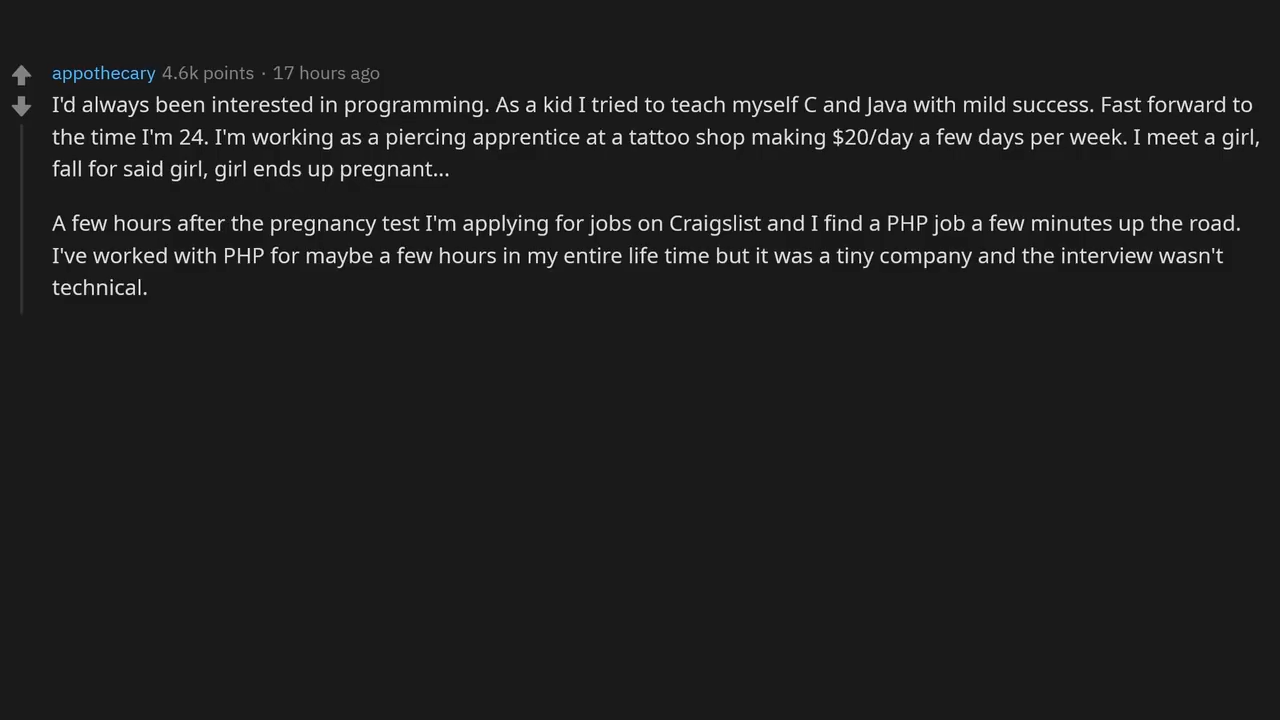 appothecary 4.6k points · 17 hours ago
I'd always been interested in programming. As a kid I tried to teach myself C and Java with mild success. Fast forward to
the time I'm 24. I'm working as a piercing apprentice at a tattoo shop making $20/day a few days per week. I meet a girl,
fall for said girl, girl ends up pregnant...
A few hours after the pregnancy test I'm applying for jobs on Craigslist and I find a PHP job a few minutes up the road.
I've worked with PHP for maybe a few hours in my entire life time but it was a tiny company and the interview wasn't
technical.